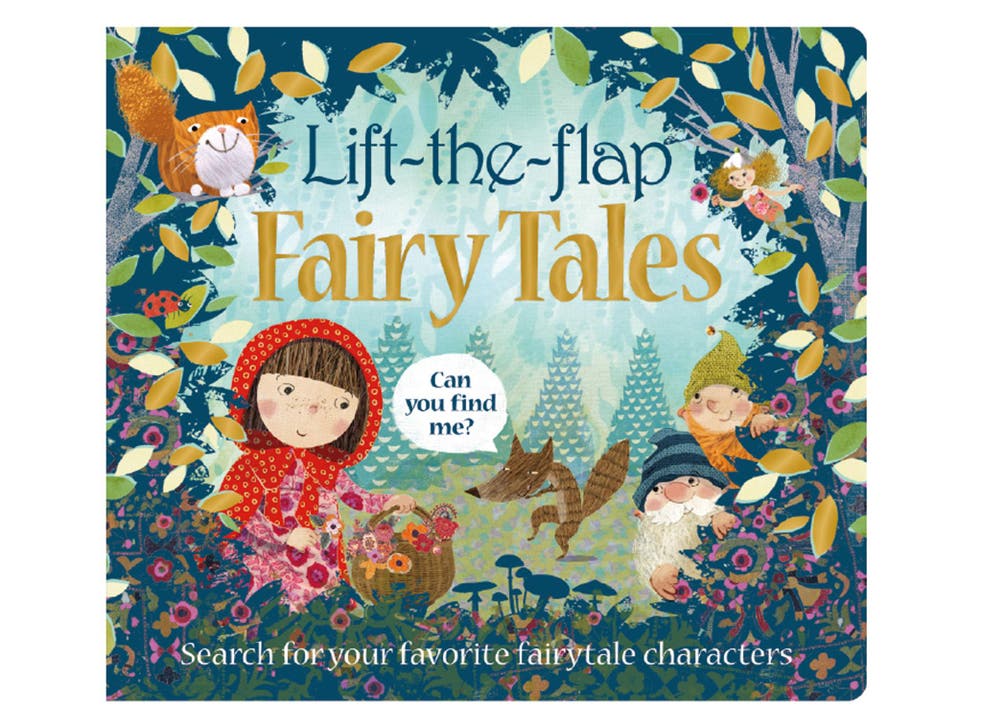 Lift-the-flap
Fairy Tales
Can
you find
me?
Search for your favorite fairytale characters